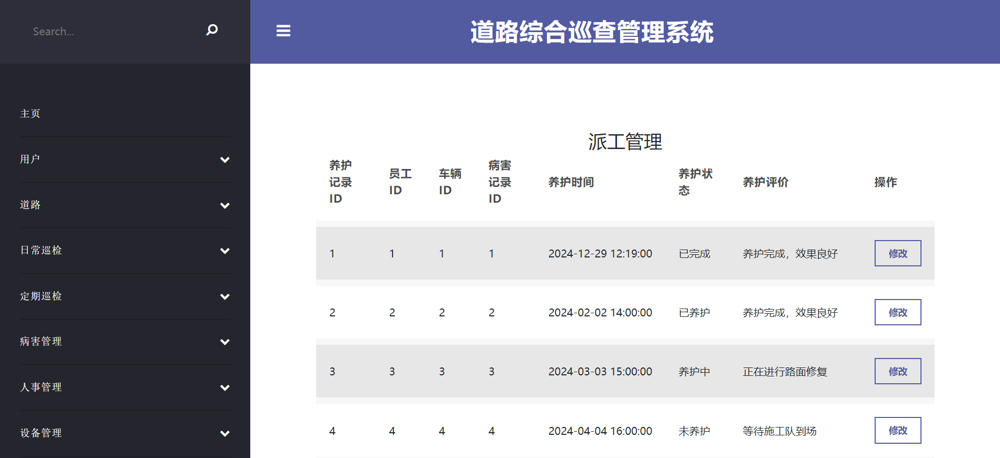 Search...
道路综合巡查管理系统
主页
用户
道路
日常巡检
定期巡检
病害管理
人事管理
设备管理
派工管理
养护
记录
ID
员工
ID
车辆
ID
病害
记录
ID
养护时间
养护状
态
养护评价
操作
1 1 1 1 2024-12-29 12:19:00 已完成 养护完成，效果良好 修改
2 2 2 2 2024-02-02 14:00:00 已养护 养护完成，效果良好 修改
3 3 3 3 2024-03-03 15:00:00 养护中 正在进行路面修复 修改
4 4 4 4 2024-04-04 16:00:00 未养护 等待施工队到场 修改